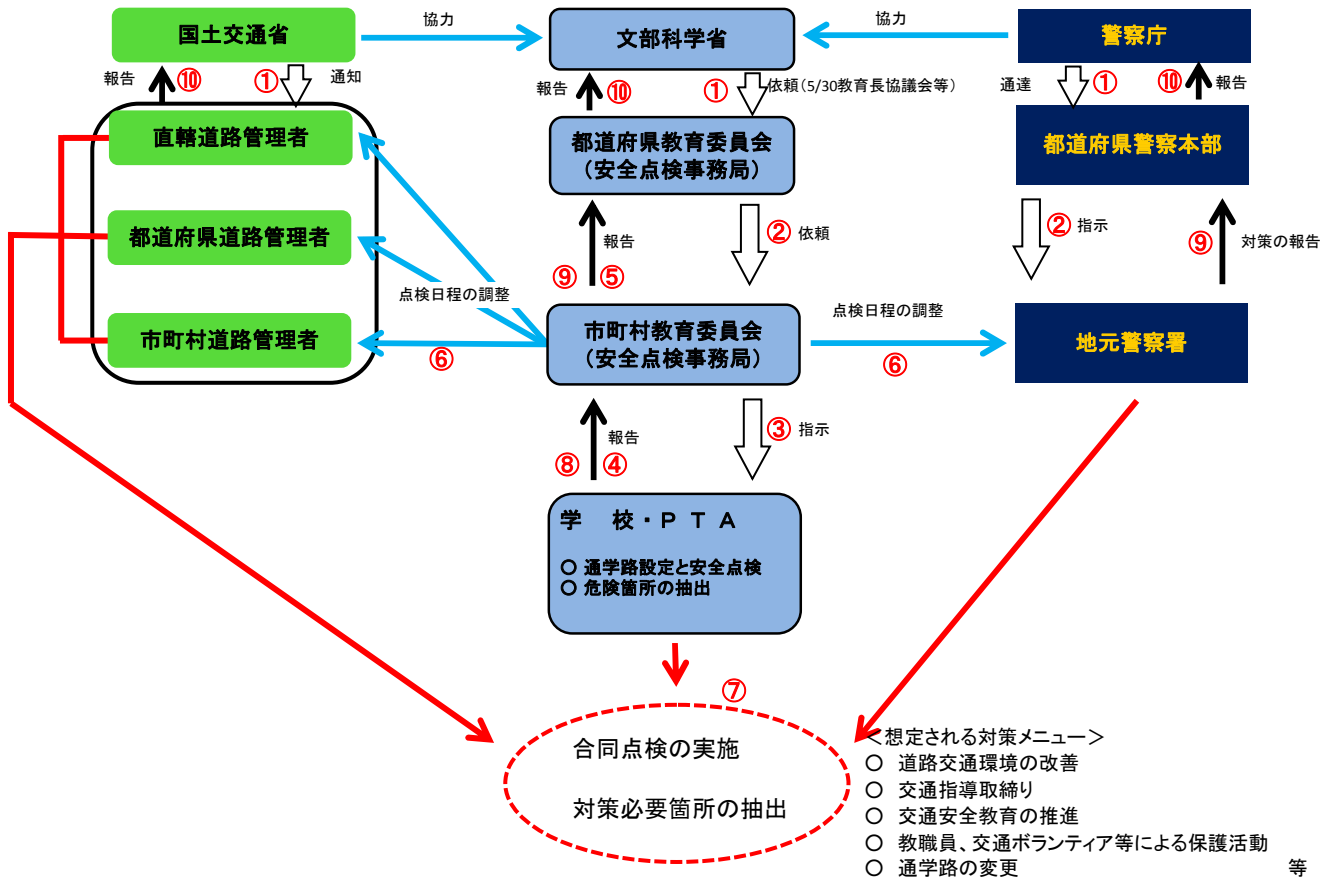 国土交通省
協力
文部科学省
協力
警察庁
報告
⑩
①
通知
報告
⑩
①
依頼(5/30教育長協議会等)
通達
①
⑩
報告
直轄道路管理者
都道府県教育委員会
(安全点検事務局)
都道府県警察本部
都道府県道路管理者
報告
⑨
⑤
②
依頼
②
指示
⑨
対策の報告
点検日程の調整
市町村道路管理者
⑥
市町村教育委員会
(安全点検事務局)
点検日程の調整
⑥
地元警察署
報告
⑧
④
③
指示
学 校・P T A
○ 通学路設定と安全点検
○ 危険箇所の抽出
⑦
合同点検の実施
対策必要箇所の抽出
<想定される対策メニュー>
○ 道路交通環境の改善
○ 交通指導取締り
○ 交通安全教育の推進
○ 教職員、交通ボランティア等による保護活動
○ 通学路の変更 等